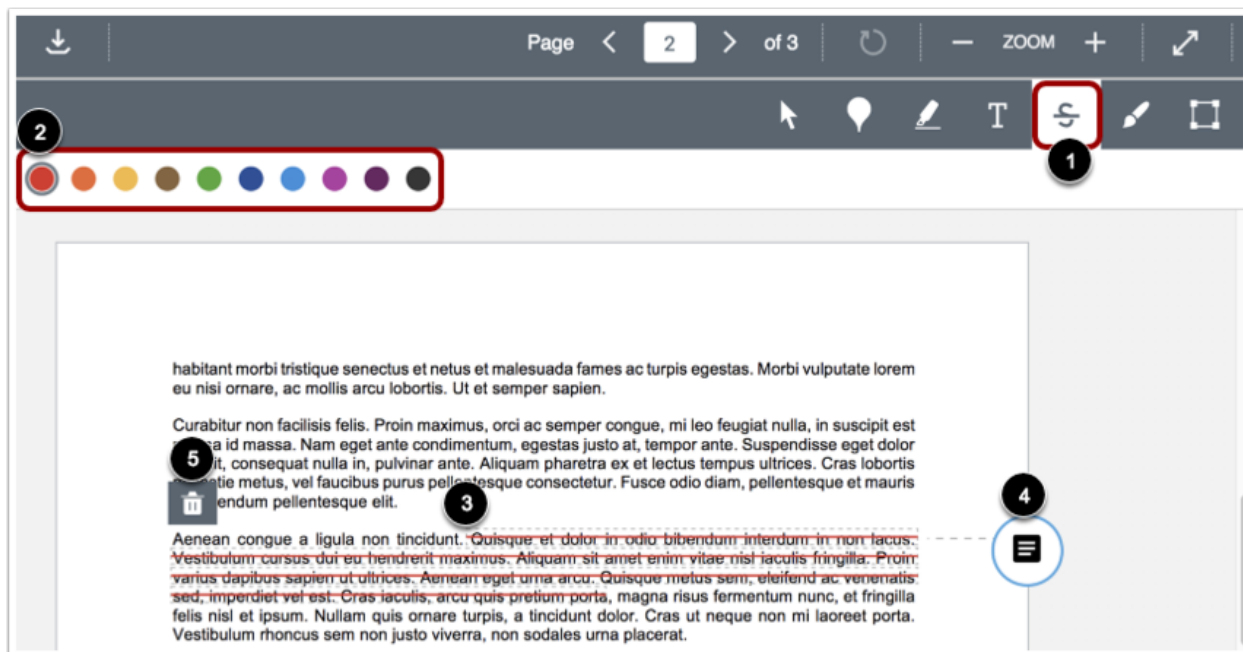 Page 2 of 3 ZOOM
T S
2
1
habitant morbi tristique senectus et netus et malesuada fames ac turpis egestas. Morbi vulputate lorem
eu nisi ornare, ac mollis arcu lobortis. Ut et semper sapien.
Curabitur non facilisis felis. Proin maximus, orci ac semper congue, mi leo feugiat nulla, in suscipit est
a id massa. Nam eget ante condimentum, egestas justo at, tempor ante. Suspendisse eget dolor
5
it, consequat nulla in, pulvinar ante. Aliquam pharetra ex et lectus tempus ultrices. Cras lobortis
metus, vel faucibus purus pellentesque consectetur. Fusce odio diam, pellentesque et mauris
endum pellentesque elit.
3
4
Aenean congue a ligula non tincidunt. Quisque et dolor in odio bibendum interdum in non lacus.
Vestibulum cursus dui eu hendrerit maximus. Aliquam sit amet enim vitae nisl iaculis fringilla. Proin
varius dapibus sapien ut ultrices. Aenean eget urna arcu. Quisque metus sem, eleifend ac venenatis
sed, imperdiet vel est. Cras iaculis, arcu quis pretium porta, magna risus fermentum nunc, et fringilla
felis nisl et ipsum. Nullam quis ornare turpis, a tincidunt dolor. Cras ut neque non mi laoreet porta.
Vestibulum rhoncus sem non justo viverra, non sodales urna placerat.